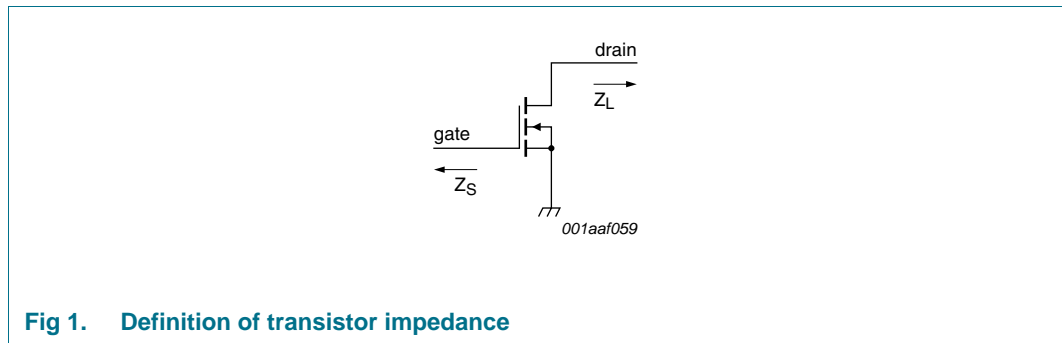 drain
Z_L
gate
Z_S
001aaf059
Fig 1. Definition of transistor impedance